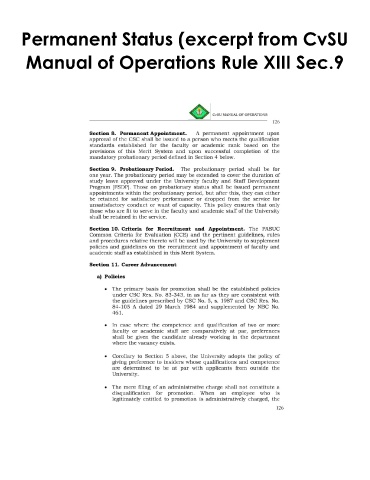 Permanent Status (excerpt from CvSU
Manual of Operations Rule XIII Sec.9
CvSU MANUAL OF OPERATIONS
126
Section 8. Permanent Appointment. A permanent appointment upon
approval of the CSC shall be issued to a person who meets the qualification
standards established for the faculty or academic rank based on the
provisions of this Merit System and upon successful completion of the
mandatory probationary period defined in Section 4 below.
Section 9. Probationary Period. The probationary period shall be for
one year. The probationary period may be extended to cover the duration of
study leave approved under the University Faculty and Staff Development
Program (FSDP). Those on probationary status shall be issued permanent
appointments within the probationary period, but after this, they can either
be retained for satisfactory performance or dropped from the service for
unsatisfactory conduct or want of capacity. This policy ensures that only
those who are fit to serve in the faculty and academic staff of the University
shall be retained in the service.
Section 10. Criteria for Recruitment and Appointment. The PASUC
Common Criteria for Evaluation (CCE) and the pertinent guidelines, rules
and procedures relative thereto will be used by the University to supplement
policies and guidelines on the recruitment and appointment of faculty and
academic staff as established in this Merit System.
Section 11. Career Advancement
a) Policies
• The primary basis for promotion shall be the established policies
under CSC Res. No. 83-343, in as far as they are consistent with
the guidelines prescribed by CSC No. 5, s. 1987 and CSC Res. No.
84-105 A dated 29 March 1984 and supplemented by NBC No.
461.
• In case where the competence and qualification of two or more
faculty or academic staff are comparatively at par, preferences
shall be given the candidate already working in the department
where the vacancy exists.
• Corollary to Section 5 above, the University adopts the policy of
giving preference to insiders whose qualifications and competence
are determined to be at par with applicants from outside the
University.
• The mere filing of an administrative charge shall not constitute a
disqualification for promotion. When an employee who is
legitimately entitled to promotion is administratively charged, the
126